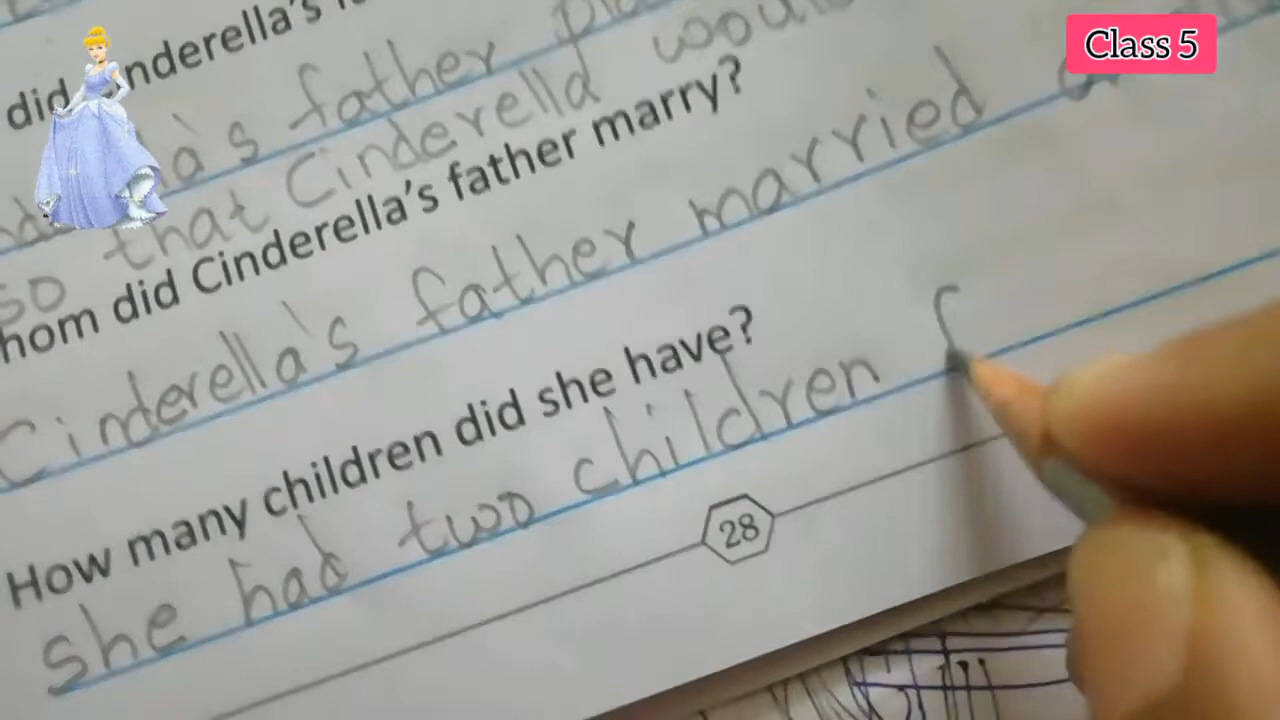 Class 5
did Cinderella's
father
so that Cinderella
hom did Cinderella's father marry?
Cinderella's father married a
How many children did she have?
She had two children f
28